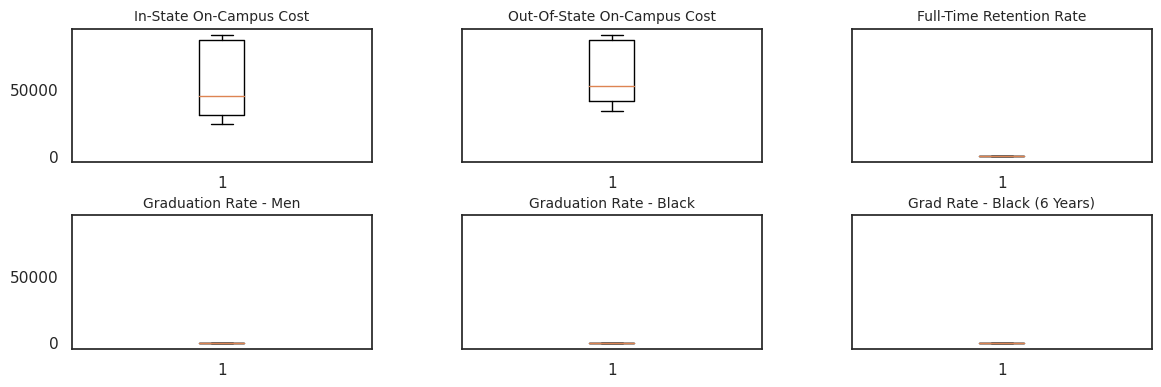 In-State On-Campus Cost
Out-Of-State On-Campus Cost
Full-Time Retention Rate
50000
0
1
1
1
Graduation Rate - Men
Graduation Rate - Black
Grad Rate - Black (6 Years)
50000
0
1
1
1